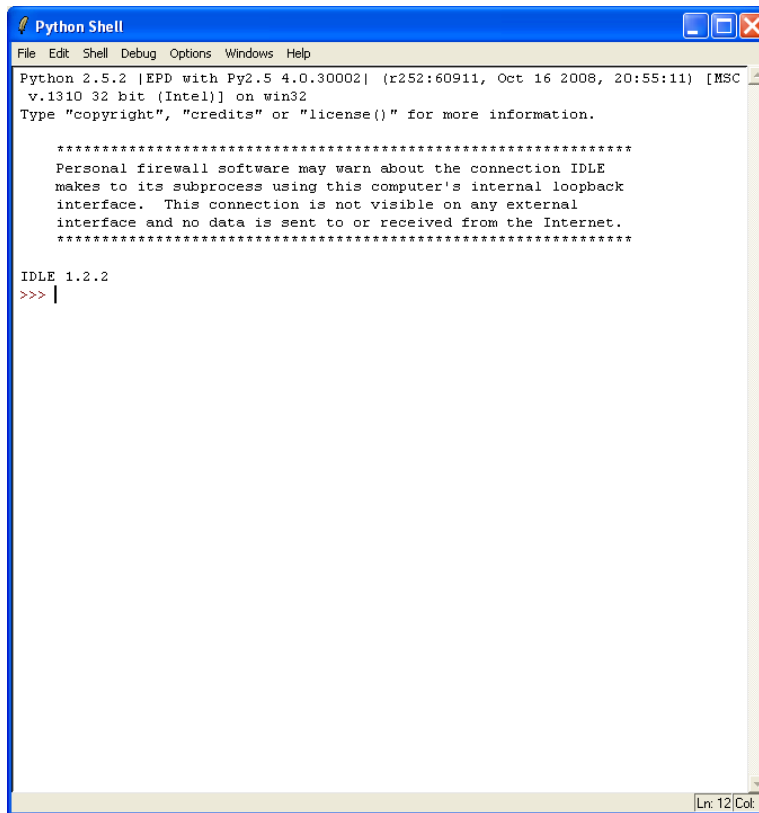 Python Shell
File Edit Shell Debug Options Windows Help
Python 2.5.2 |EPD with Py2.5 4.0.30002| (r252:60911, Oct 16 2008, 20:55:11) [MSC
 v.1310 32 bit (Intel)] on win32
Type "copyright", "credits" or "license()" for more information.
****************************************************************
Personal firewall software may warn about the connection IDLE
makes to its subprocess using this computer's internal loopback
interface.  This connection is not visible on any external
interface and no data is sent to or received from the Internet.
****************************************************************
IDLE 1.2.2
>>>
Ln: 12 Col: